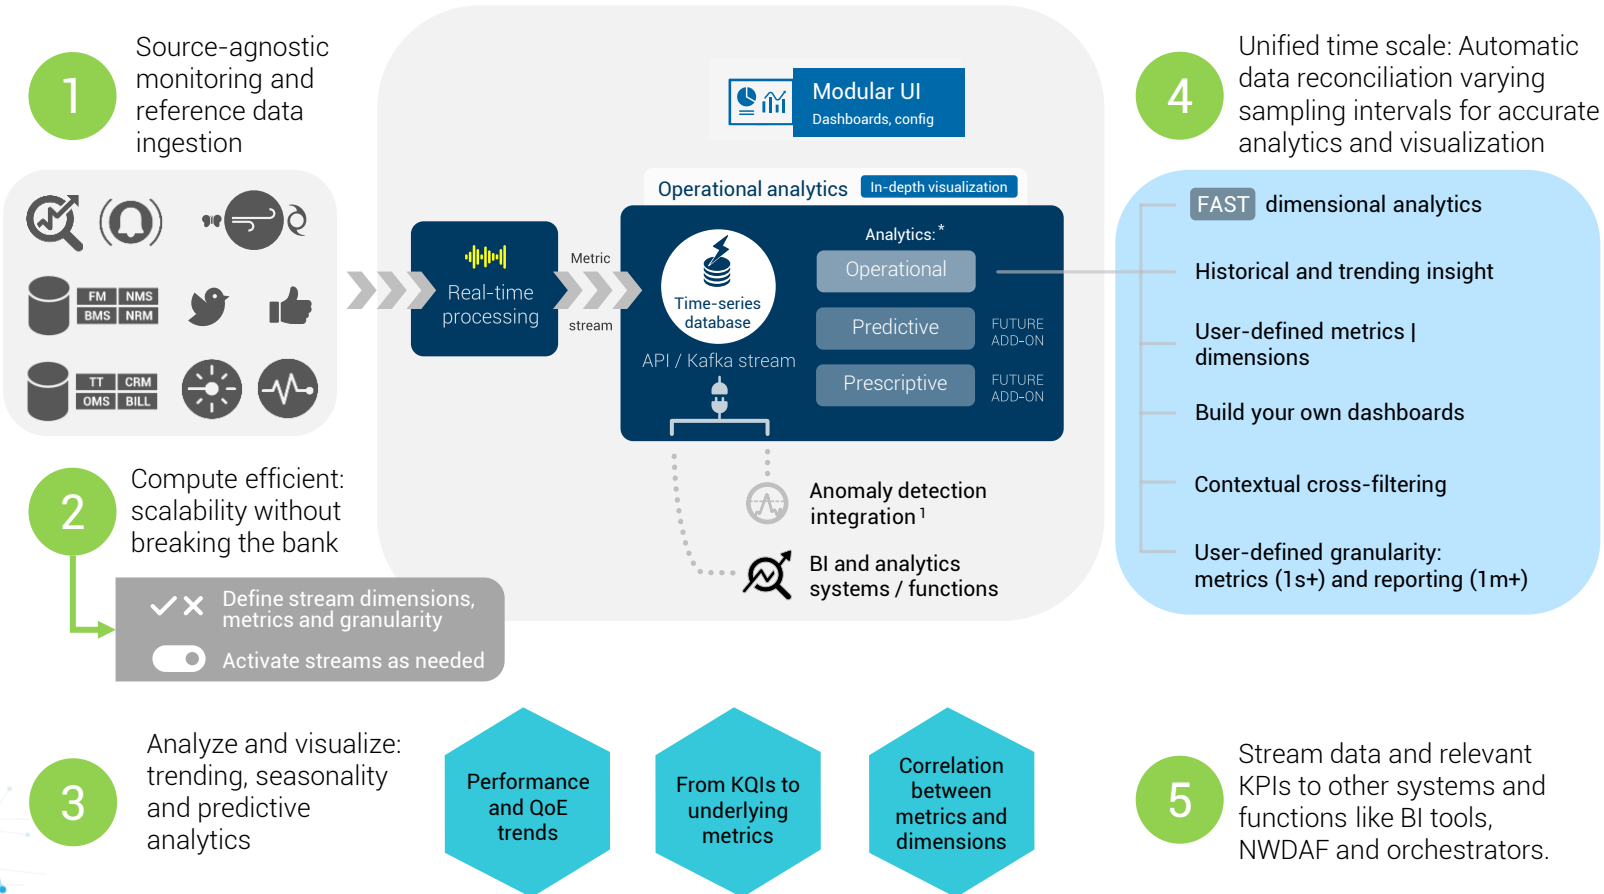 1
Source-agnostic
monitoring and
reference data
ingestion
FM NMS
BMS NRM
TT CRM
OMS BILL
2
Compute efficient:
scalability without
breaking the bank
Define stream dimensions,
metrics and granularity
Activate streams as needed
Modular UI
Dashboards, config
Operational analytics
In-depth visualization
Real-time
processing
Metric
stream
Time-series
database
API / Kafka stream
Analytics:*
Operational
Predictive
FUTURE
ADD-ON
Prescriptive
FUTURE
ADD-ON
Anomaly detection
integration¹
BI and analytics
systems / functions
4
Unified time scale: Automatic
data reconciliation varying
sampling intervals for accurate
analytics and visualization
FAST dimensional analytics
Historical and trending insight
User-defined metrics |
dimensions
Build your own dashboards
Contextual cross-filtering
User-defined granularity:
metrics (1s+) and reporting (1m+)
3
Analyze and visualize:
trending, seasonality
and predictive
analytics
Performance
and QoE
trends
From KQIs to
underlying
metrics
Correlation
between
metrics and
dimensions
5
Stream data and relevant
KPIs to other systems and
functions like BI tools,
NWDAF and orchestrators.